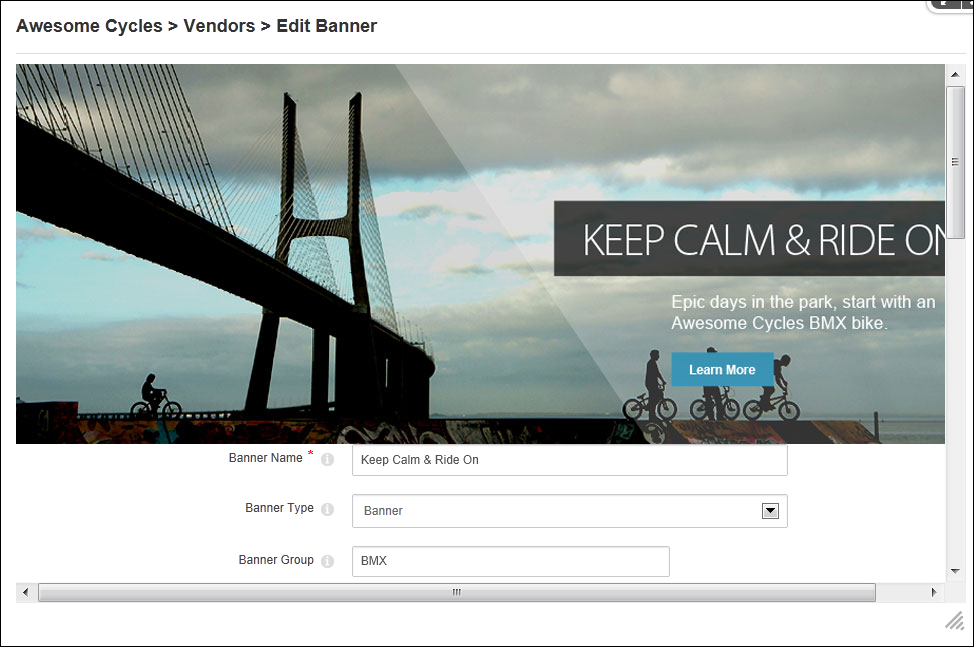 Awesome Cycles > Vendors > Edit Banner
KEEP CALM & RIDE ON
Epic days in the park, start with an
Awesome Cycles BMX bike.
Learn More
Banner Name * Keep Calm & Ride On
Banner Type Banner
Banner Group BMX